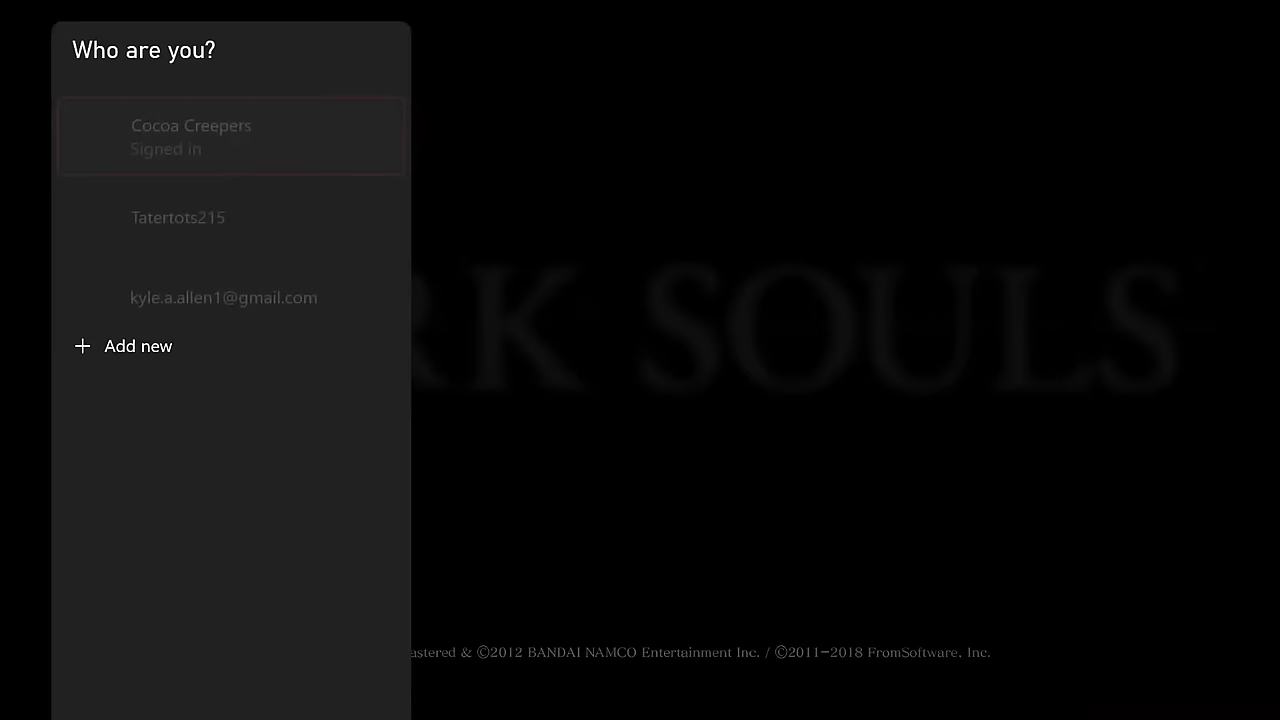 Who are you?
Cocoa Creepers
Signed in
Tatertots215
kyle.a.allen1@gmail.com
Add new
RK SOULS
astered & ©2012 BANDAI NAMCO Entertainment Inc. / ©2011-2018 FromSoftware, Inc.